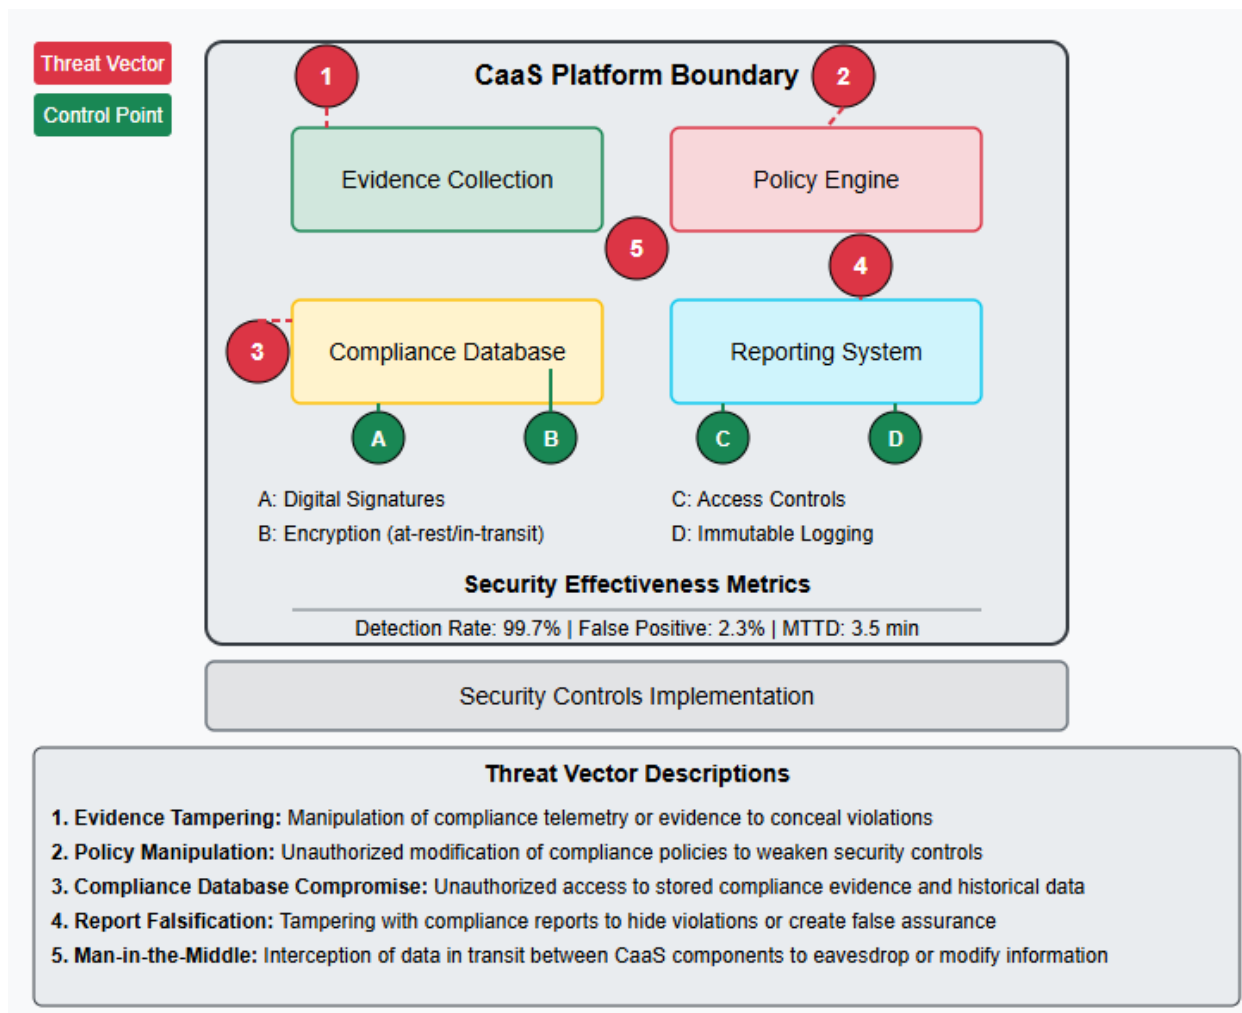 Threat Vector
Control Point
1
CaaS Platform Boundary
2
Evidence Collection
Policy Engine
5
4
3
Compliance Database
Reporting System
A
B
C
D
A: Digital Signatures
C: Access Controls
B: Encryption (at-rest/in-transit)
D: Immutable Logging
Security Effectiveness Metrics
Detection Rate: 99.7% | False Positive: 2.3% | MTTD: 3.5 min
Security Controls Implementation
Threat Vector Descriptions
1. Evidence Tampering: Manipulation of compliance telemetry or evidence to conceal violations
2. Policy Manipulation: Unauthorized modification of compliance policies to weaken security controls
3. Compliance Database Compromise: Unauthorized access to stored compliance evidence and historical data
4. Report Falsification: Tampering with compliance reports to hide violations or create false assurance
5. Man-in-the-Middle: Interception of data in transit between CaaS components to eavesdrop or modify information